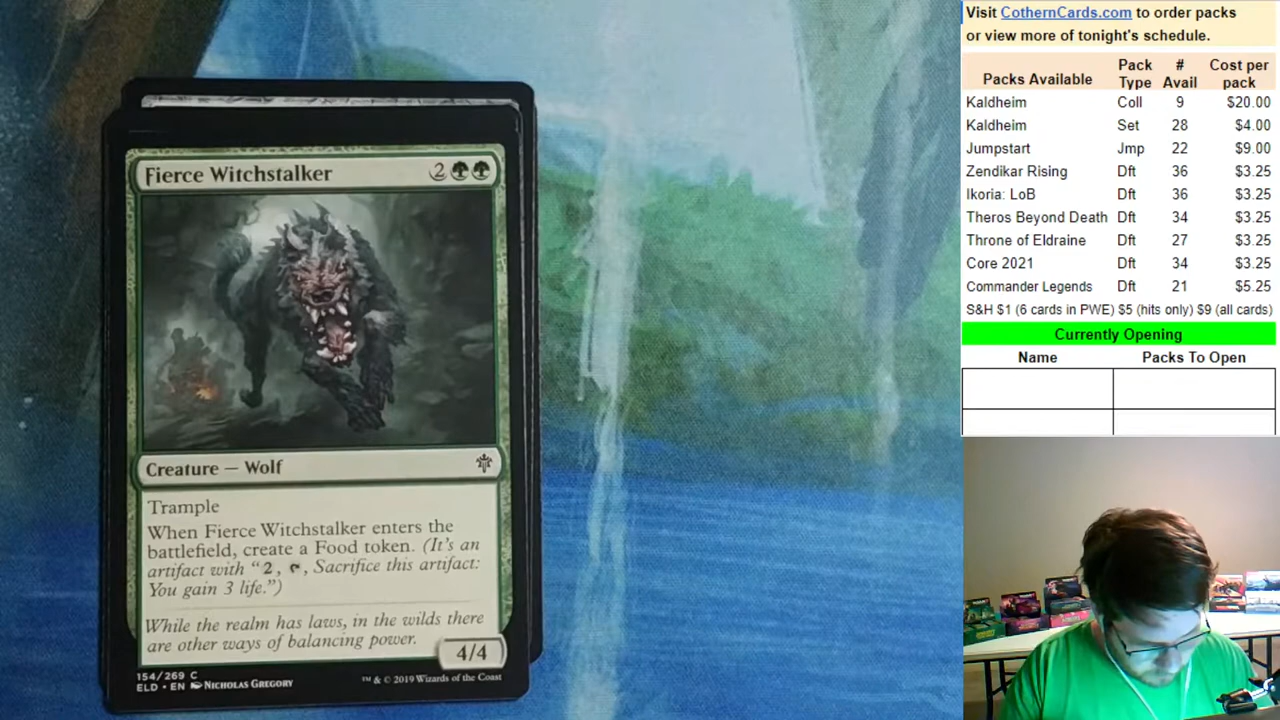 Fierce Witchstalker 2
Creature — Wolf
Trample
When Fierce Witchstalker enters the
battlefield, create a Food token. (It's an
artifact with "2, , Sacrifice this artifact:
You gain 3 life.")
While the realm has laws, in the wilds there
are other ways of balancing power.
4/4
154/269 C
ELD • EN Nicholas Gregory
™ & © 2019 Wizards of the Coast
Visit CothernCards.com to order packs
or view more of tonight's schedule.
Packs Available Pack Type # Avail Cost per pack
Kaldheim Coll 9 $20.00
Kaldheim Set 28 $4.00
Jumpstart Jmp 22 $9.00
Zendikar Rising Dft 36 $3.25
Ikoria: LoB Dft 36 $3.25
Theros Beyond Death Dft 34 $3.25
Throne of Eldraine Dft 27 $3.25
Core 2021 Dft 34 $3.25
Commander Legends Dft 21 $5.25
S&H $1 (6 cards in PWE) $5 (hits only) $9 (all cards)
Currently Opening
Name Packs To Open